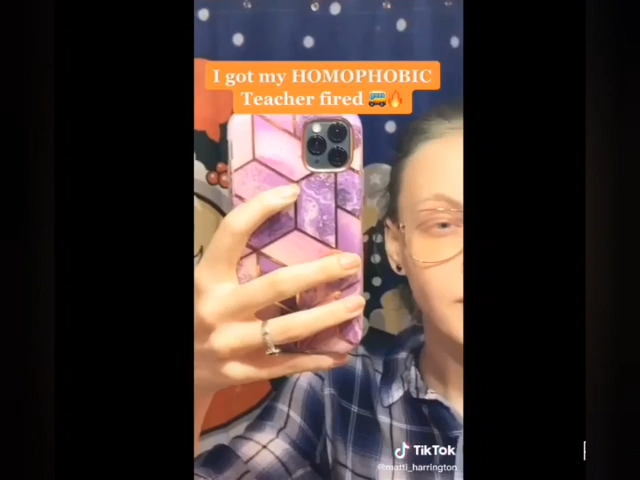 I got my HOMOPHOBIC
Teacher fired 🚌🔥
TikTok
@matti_harrington